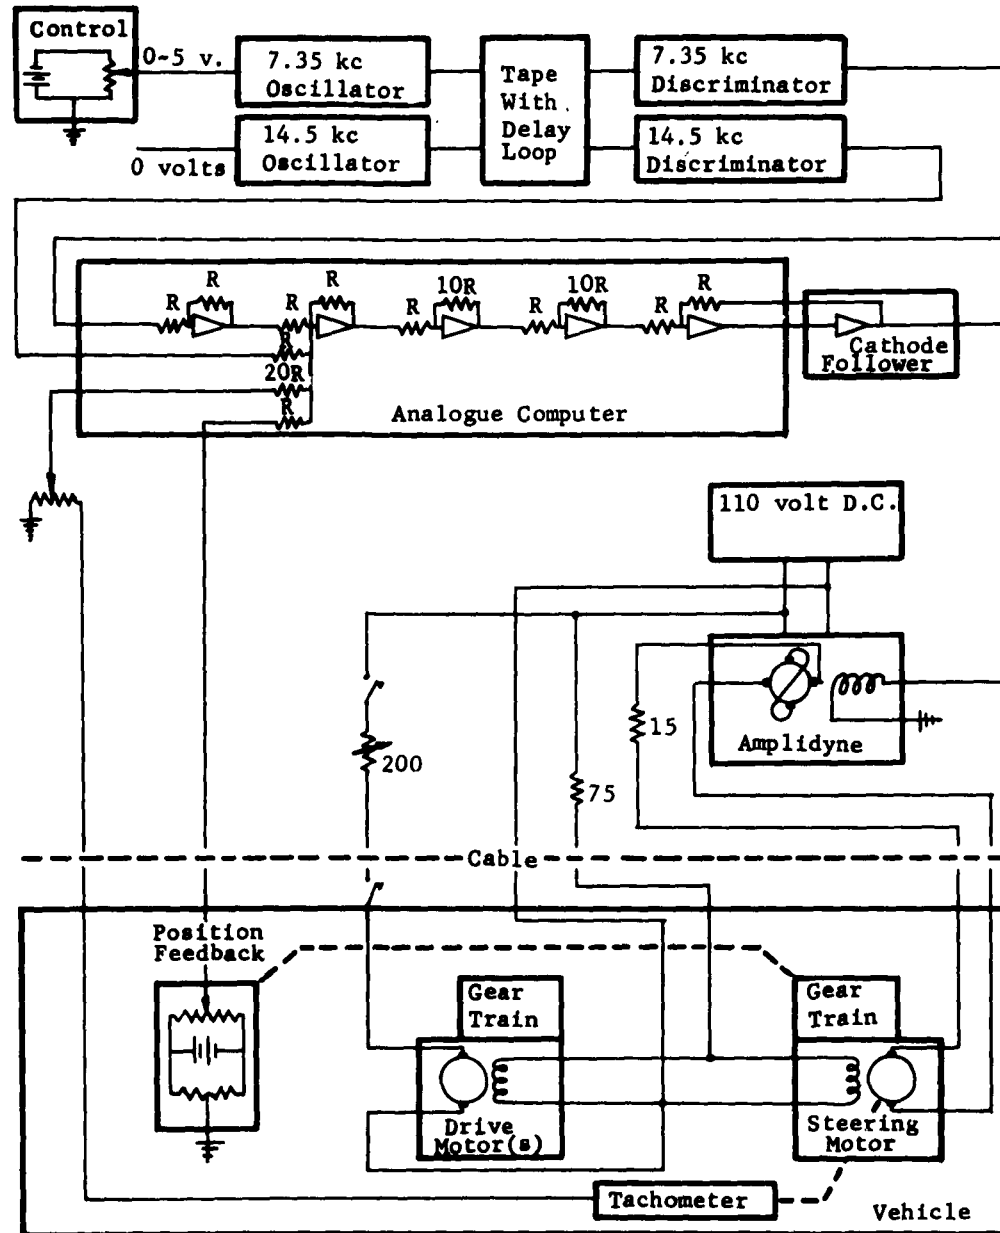 Control
0-5 v.
7.35 kc
Oscillator
Tape
With
Delay
Loop
7.35 kc
Discriminator
0 volts
14.5 kc
Oscillator
14.5 kc
Discriminator
R
R
R
R
R
10R
R
10R
R
R
R
20R
R
Analogue Computer
Cathode
Follower
110 volt D.C.
Amplidyne
15
200
75
Cable
Position
Feedback
Gear
Train
Gear
Train
Drive
Motor(s)
Steering
Motor
Tachometer
Vehicle